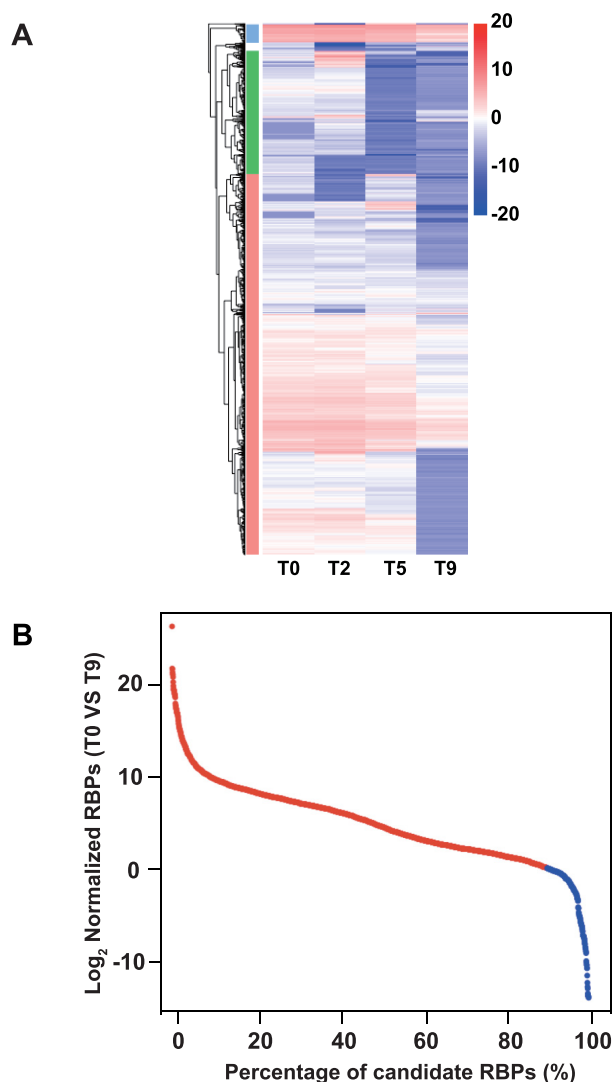 A
20
10
0
-10
-20
T0 T2 T5 T9
B
Log2 Normalized RBPs (T0 VS T9)
20
10
0
-10
0 20 40 60 80 100
Percentage of candidate RBPs (%)